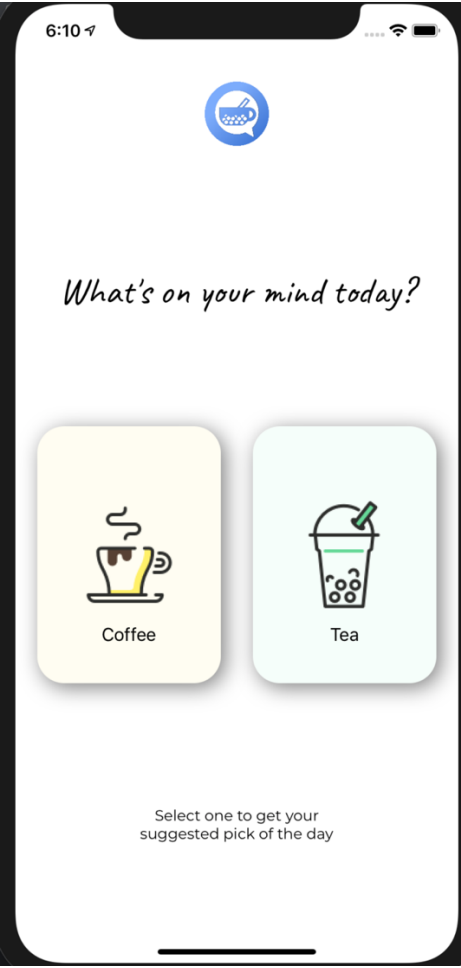 6:10
What's on your mind today?
Coffee
Tea
Select one to get your
suggested pick of the day